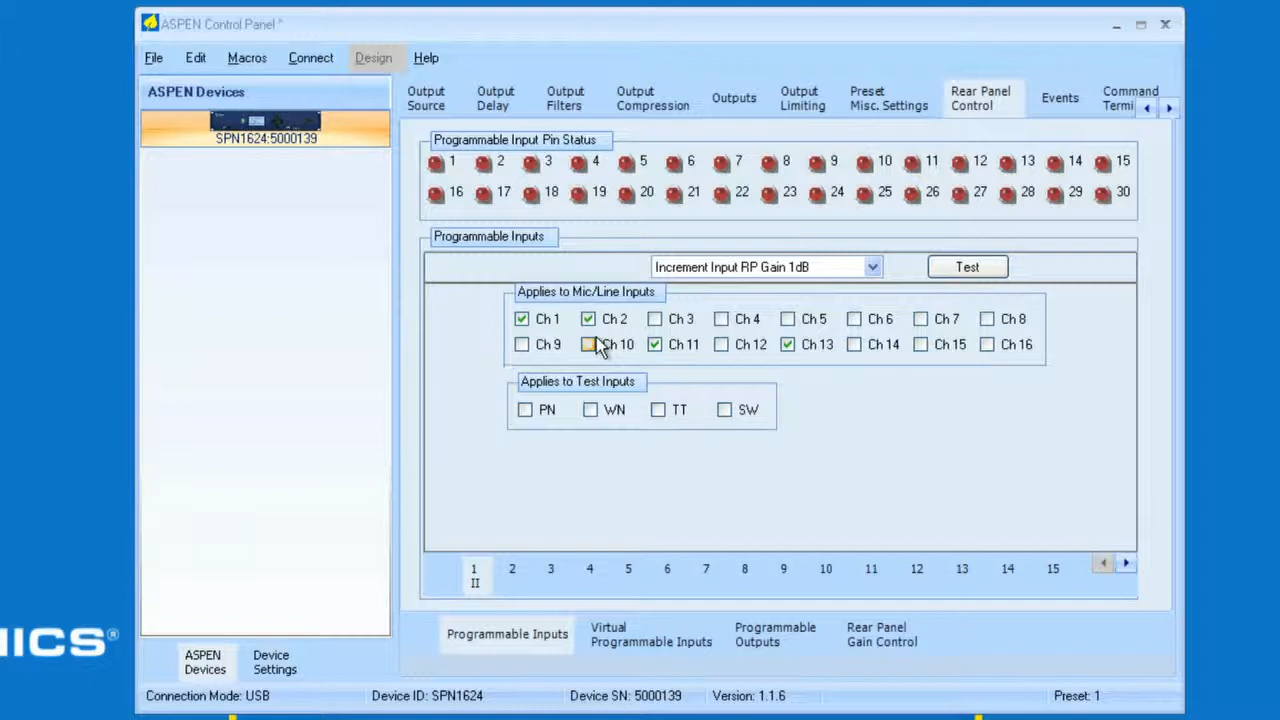 ASPEN Control Panel *
File Edit Macros Connect Design Help
ASPEN Devices
SPN1624:5000139
Output Source
Output Delay
Output Filters
Output Compression
Outputs
Output Limiting
Preset Misc. Settings
Rear Panel Control
Events
Command Termi
Programmable Input Pin Status
1 2 3 4 5 6 7 8 9 10 11 12 13 14 15
16 17 18 19 20 21 22 23 24 25 26 27 28 29 30
Programmable Inputs
Increment Input RP Gain 1dB Test
Applies to Mic/Line Inputs
Ch 1 Ch 2 Ch 3 Ch 4 Ch 5 Ch 6 Ch 7 Ch 8
Ch 9 Ch 10 Ch 11 Ch 12 Ch 13 Ch 14 Ch 15 Ch 16
Applies to Test Inputs
PN WN TT SW
1 2 3 4 5 6 7 8 9 10 11 12 13 14 15
II
Programmable Inputs
Virtual Programmable Inputs
Programmable Outputs
Rear Panel Gain Control
NICS®
ASPEN Devices
Device Settings
Connection Mode: USB Device ID: SPN1624 Device SN: 5000139 Version: 1.1.6 Preset: 1